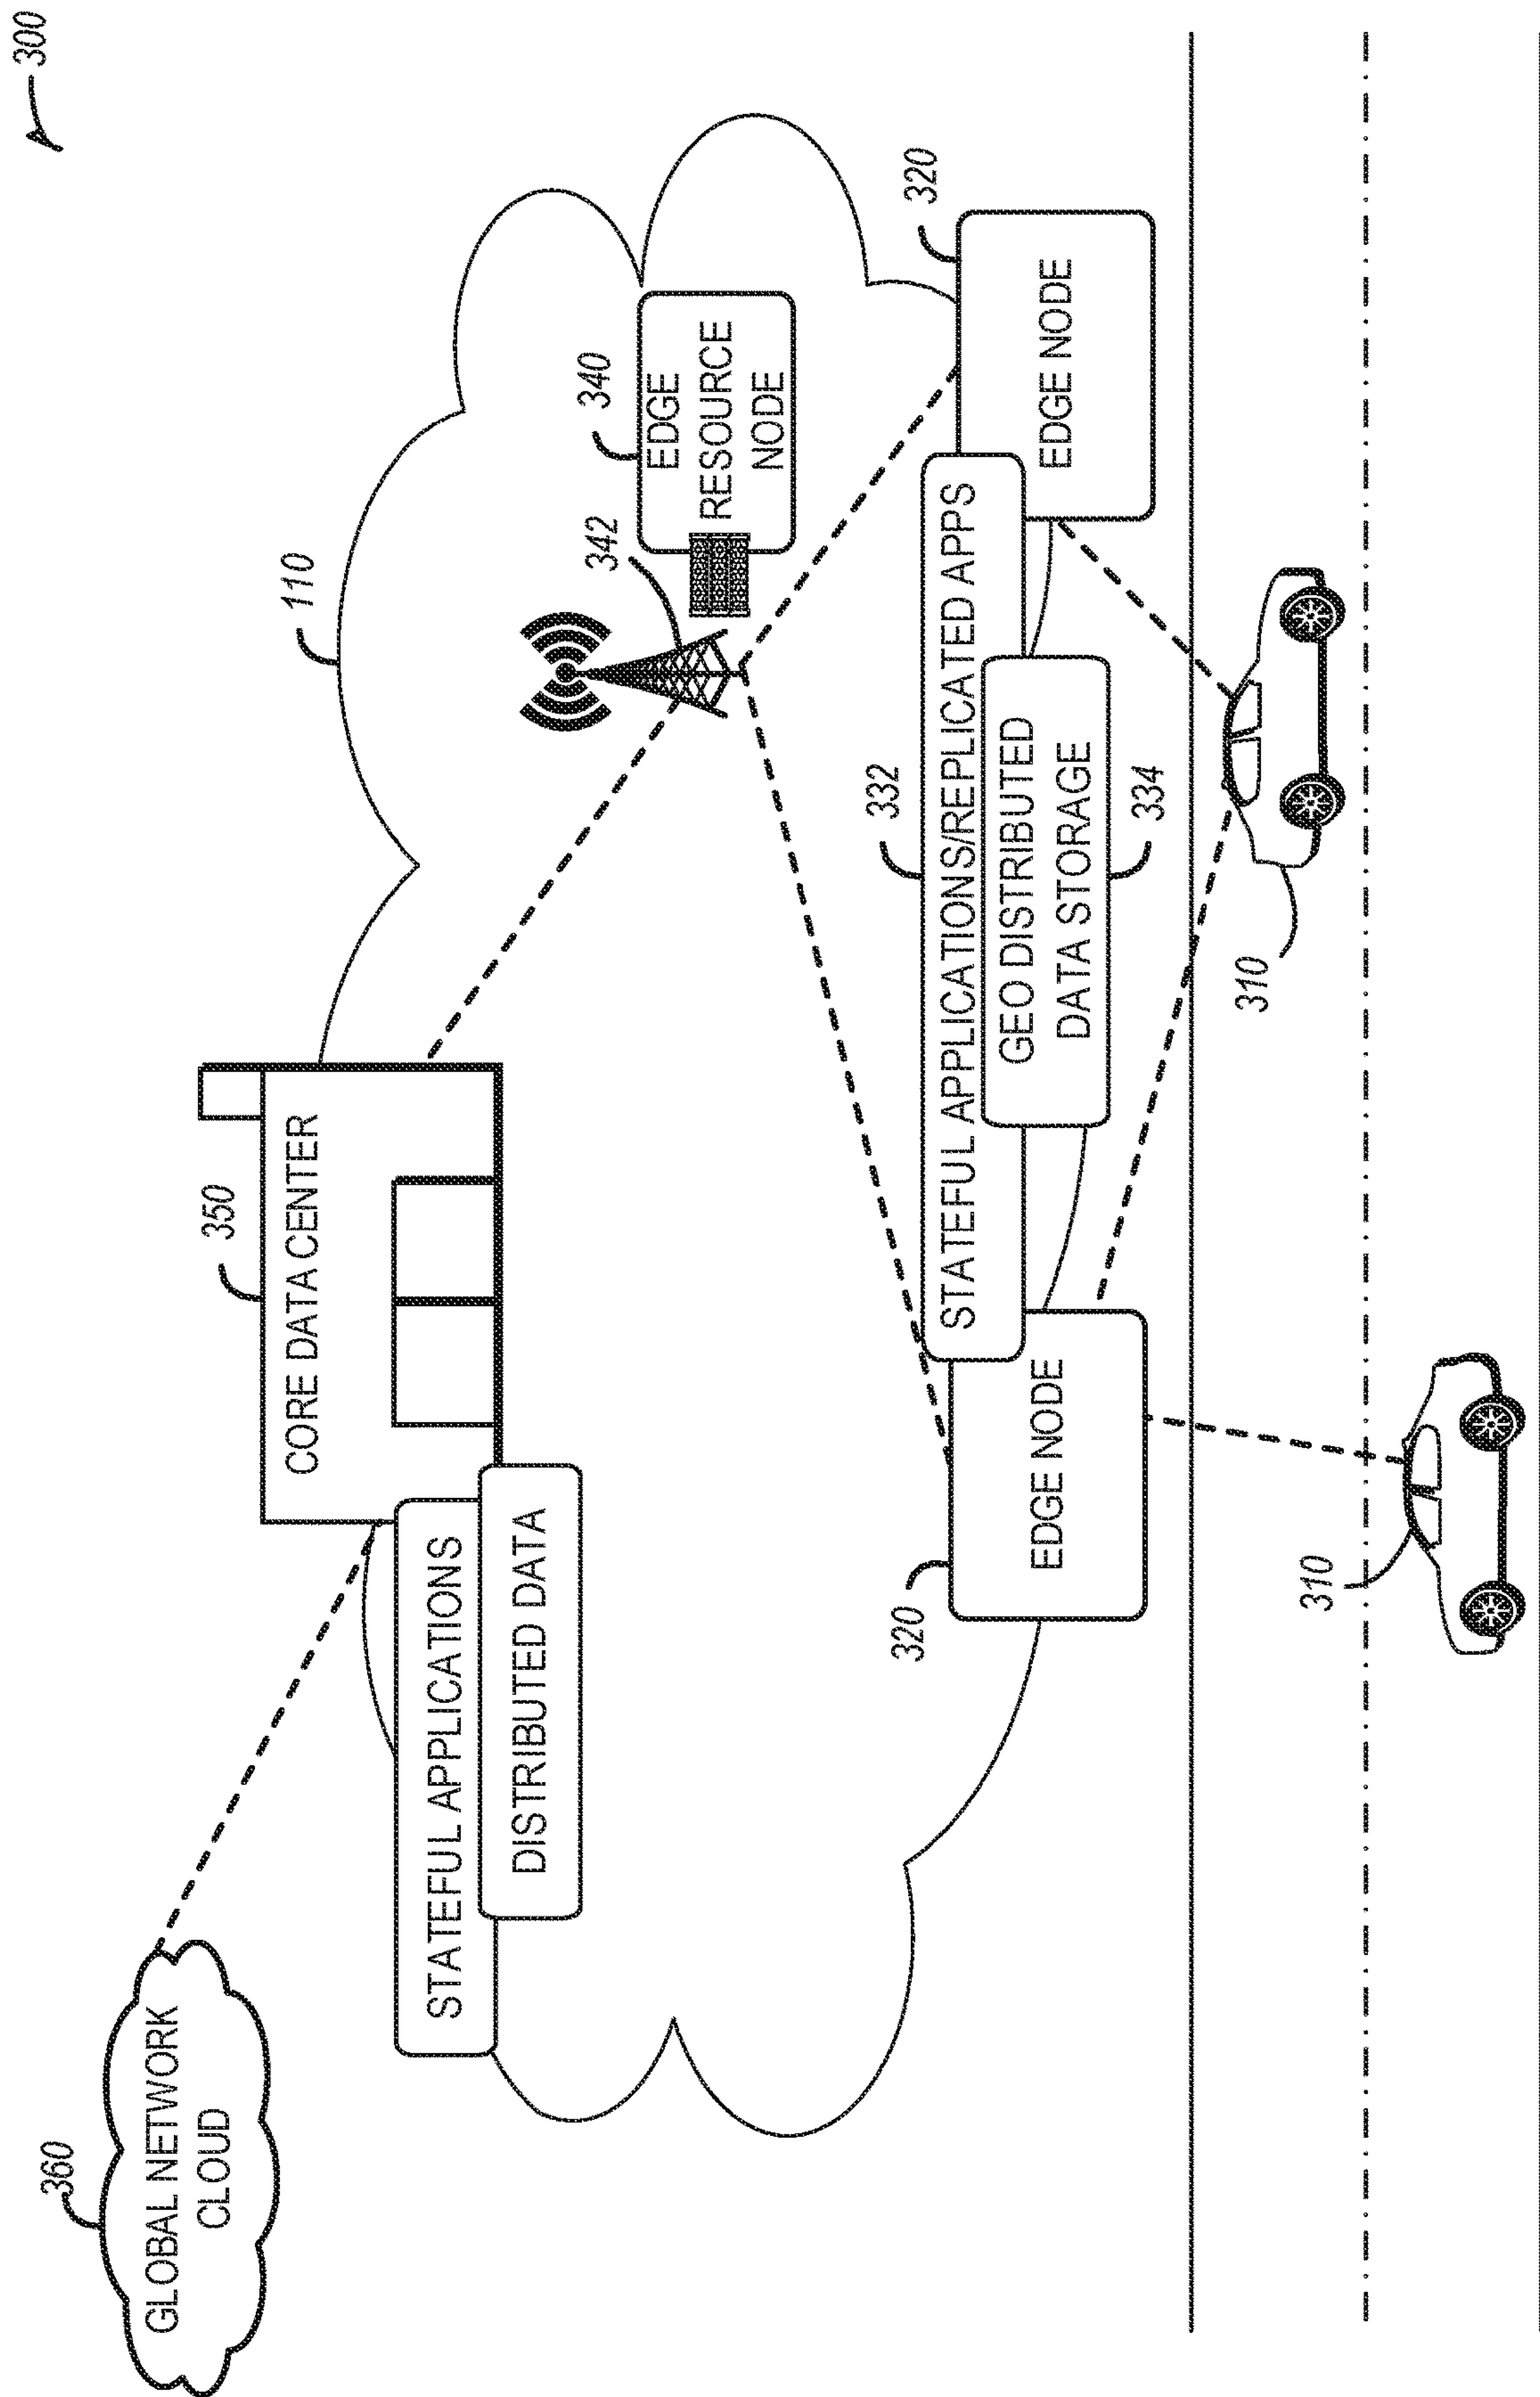 300
360
GLOBAL NETWORK
CLOUD
350
CORE DATA CENTER
STATEFUL APPLICATIONS
DISTRIBUTED DATA
110
342
340
EDGE
RESOURCE
NODE
320
EDGE NODE
332
STATEFUL APPLICATIONS/REPLICATED APPS
GEO DISTRIBUTED
DATA STORAGE
334
320
EDGE NODE
310
310